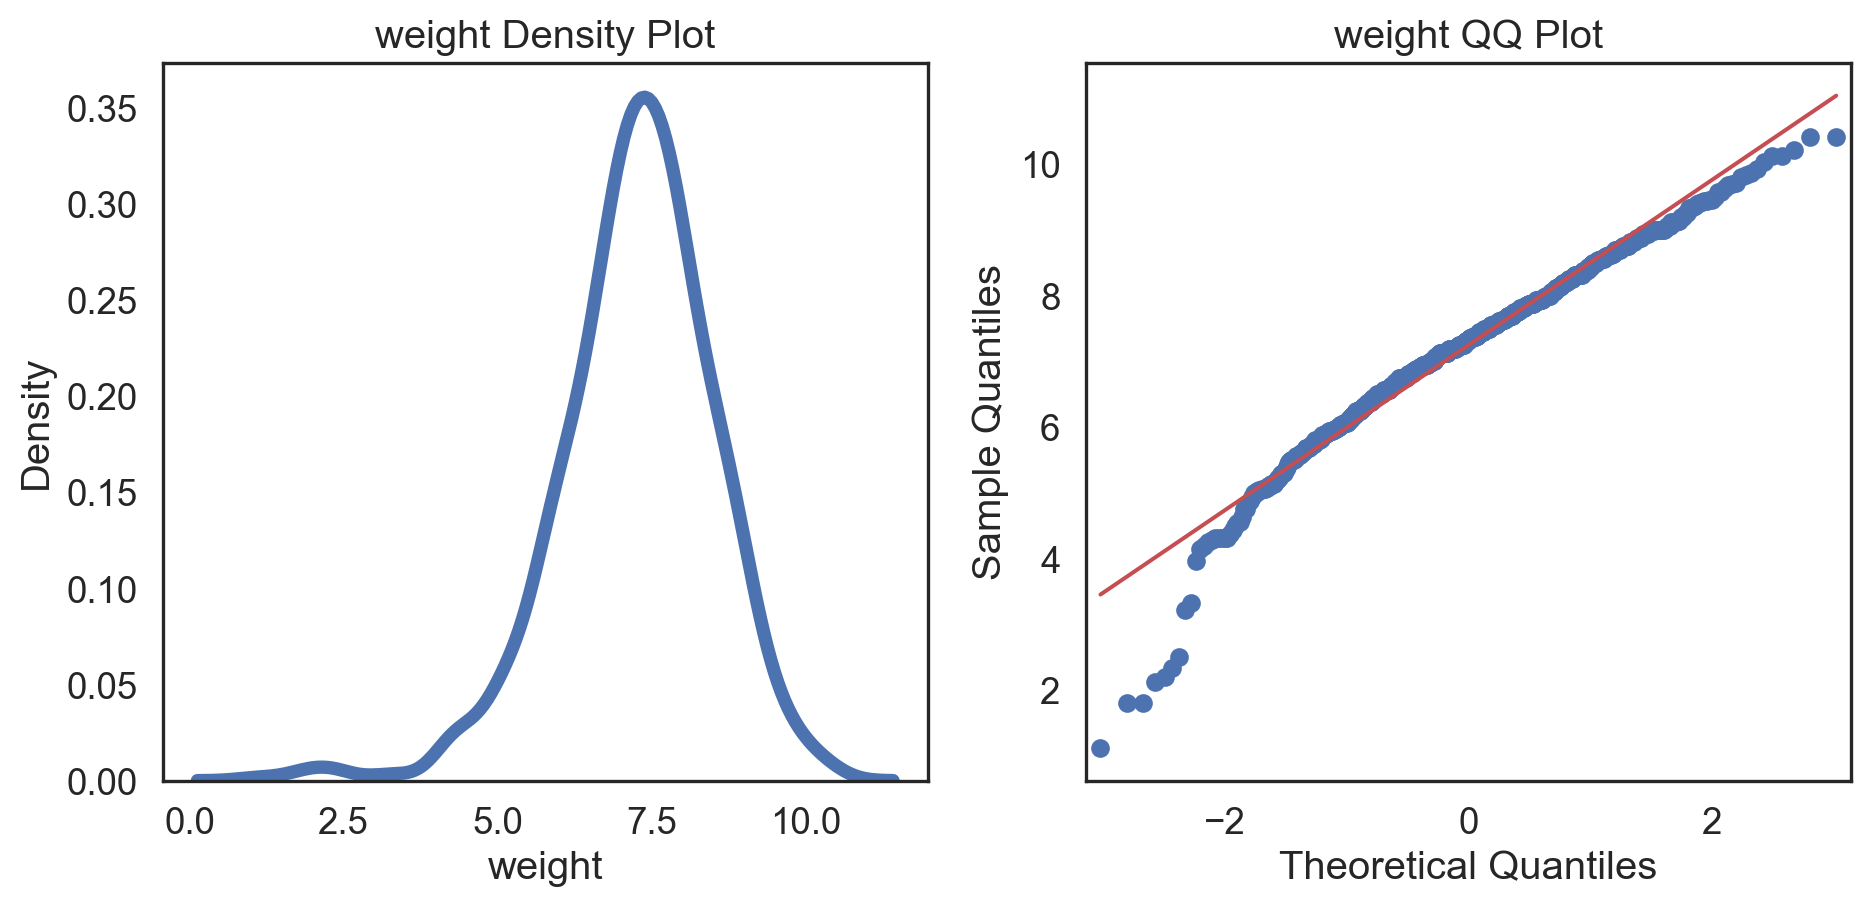 weight Density Plot
0.35
0.30
0.25
0.20
0.15
0.10
0.05
0.00
Density
0.0 2.5 5.0 7.5 10.0
weight
weight QQ Plot
10
8
6
4
2
Sample Quantiles
−2 0 2
Theoretical Quantiles